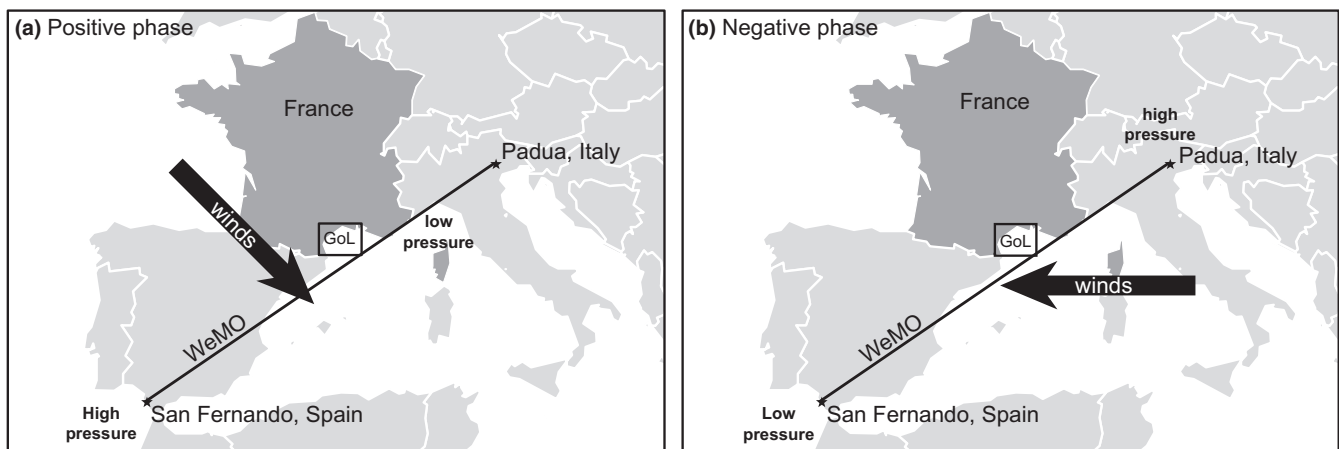 (a) Positive phase
France
Padua, Italy
winds
GoL
low
pressure
WeMO
High
pressure
San Fernando, Spain
(b) Negative phase
France
high
pressure
Padua, Italy
GoL
winds
WeMO
Low
pressure
San Fernando, Spain